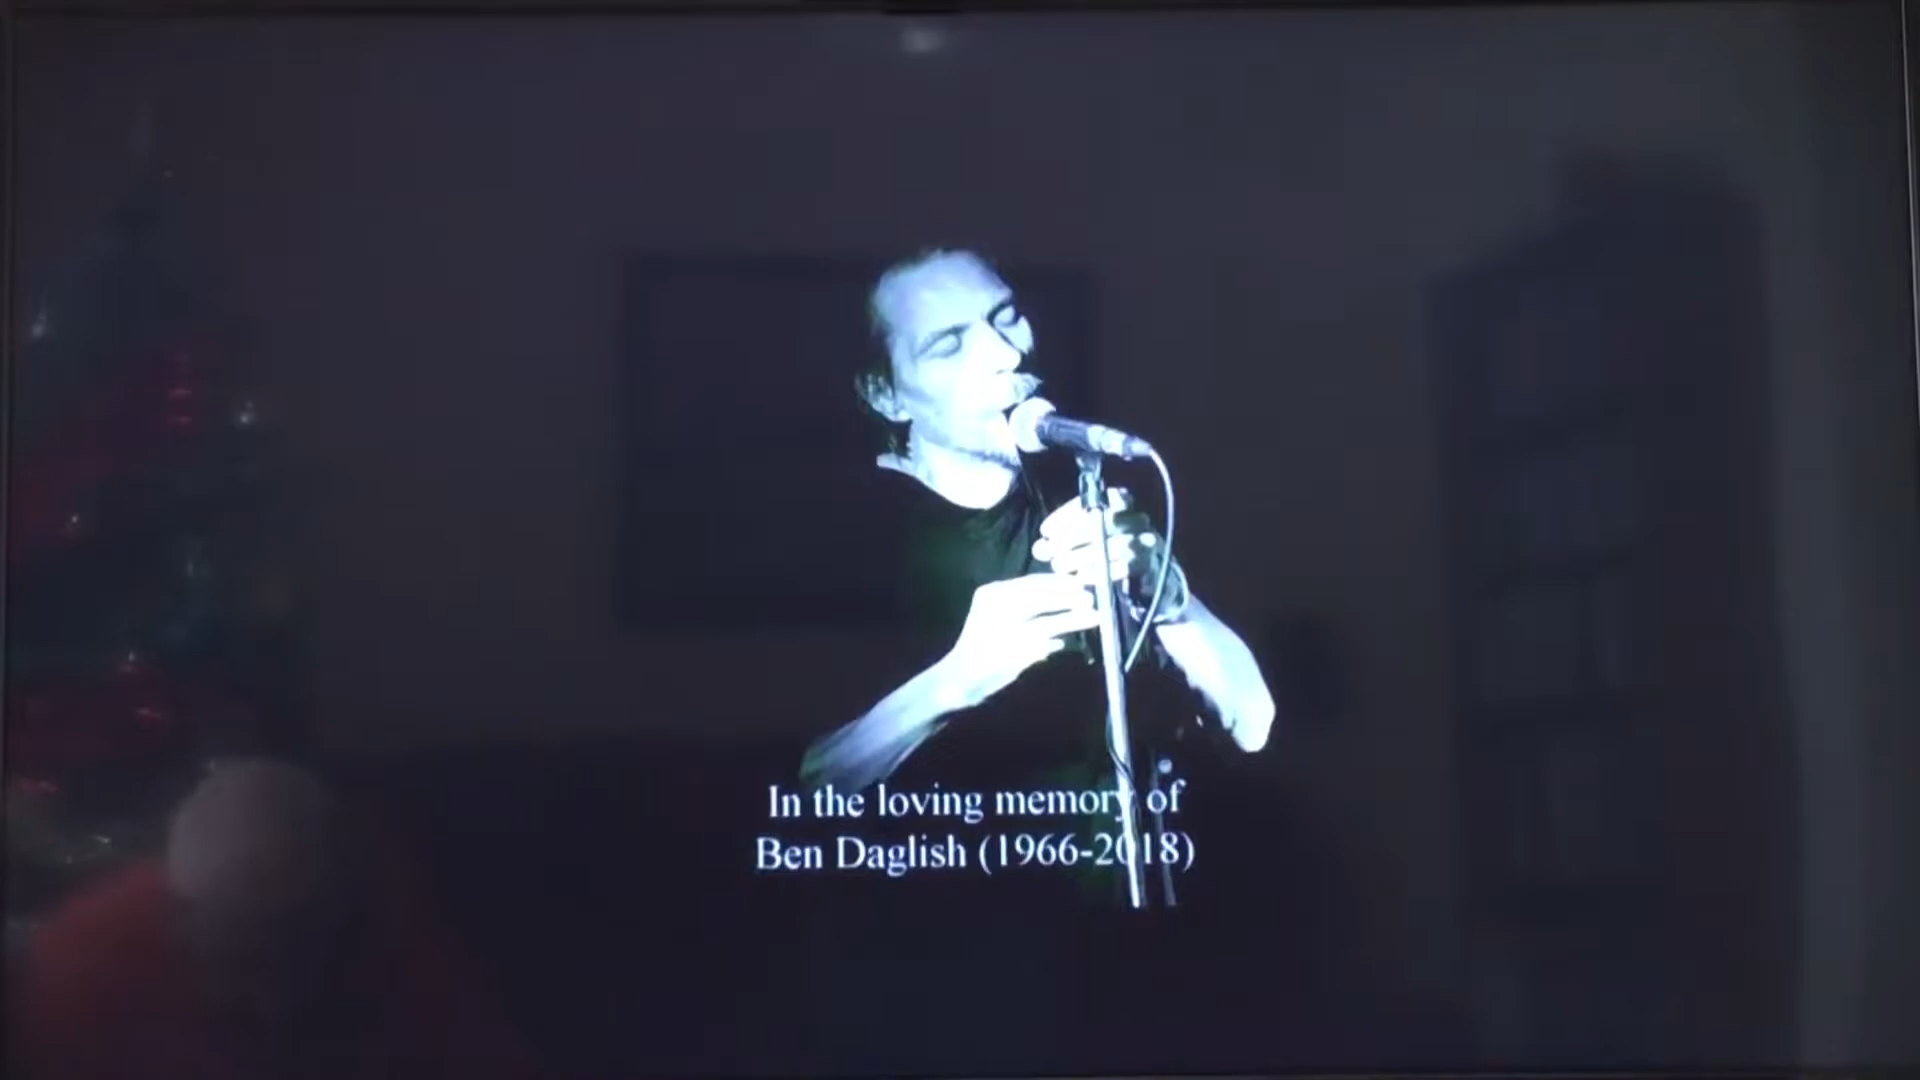 In the loving memory of
Ben Daglish (1966-2018)